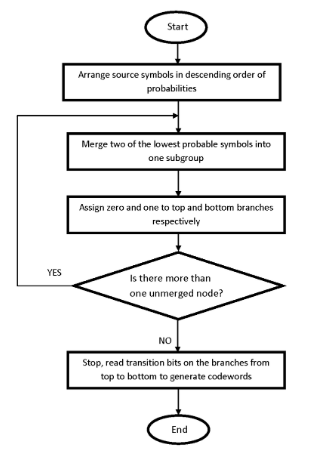 Start
Arrange source symbols in descending order of
probabilities
Merge two of the lowest probable symbols into
one subgroup
Assign zero and one to top and bottom branches
respectively
YES
Is there more than
one unmerged node?
NO
Stop, read transition bits on the branches from
top to bottom to generate codewords
End